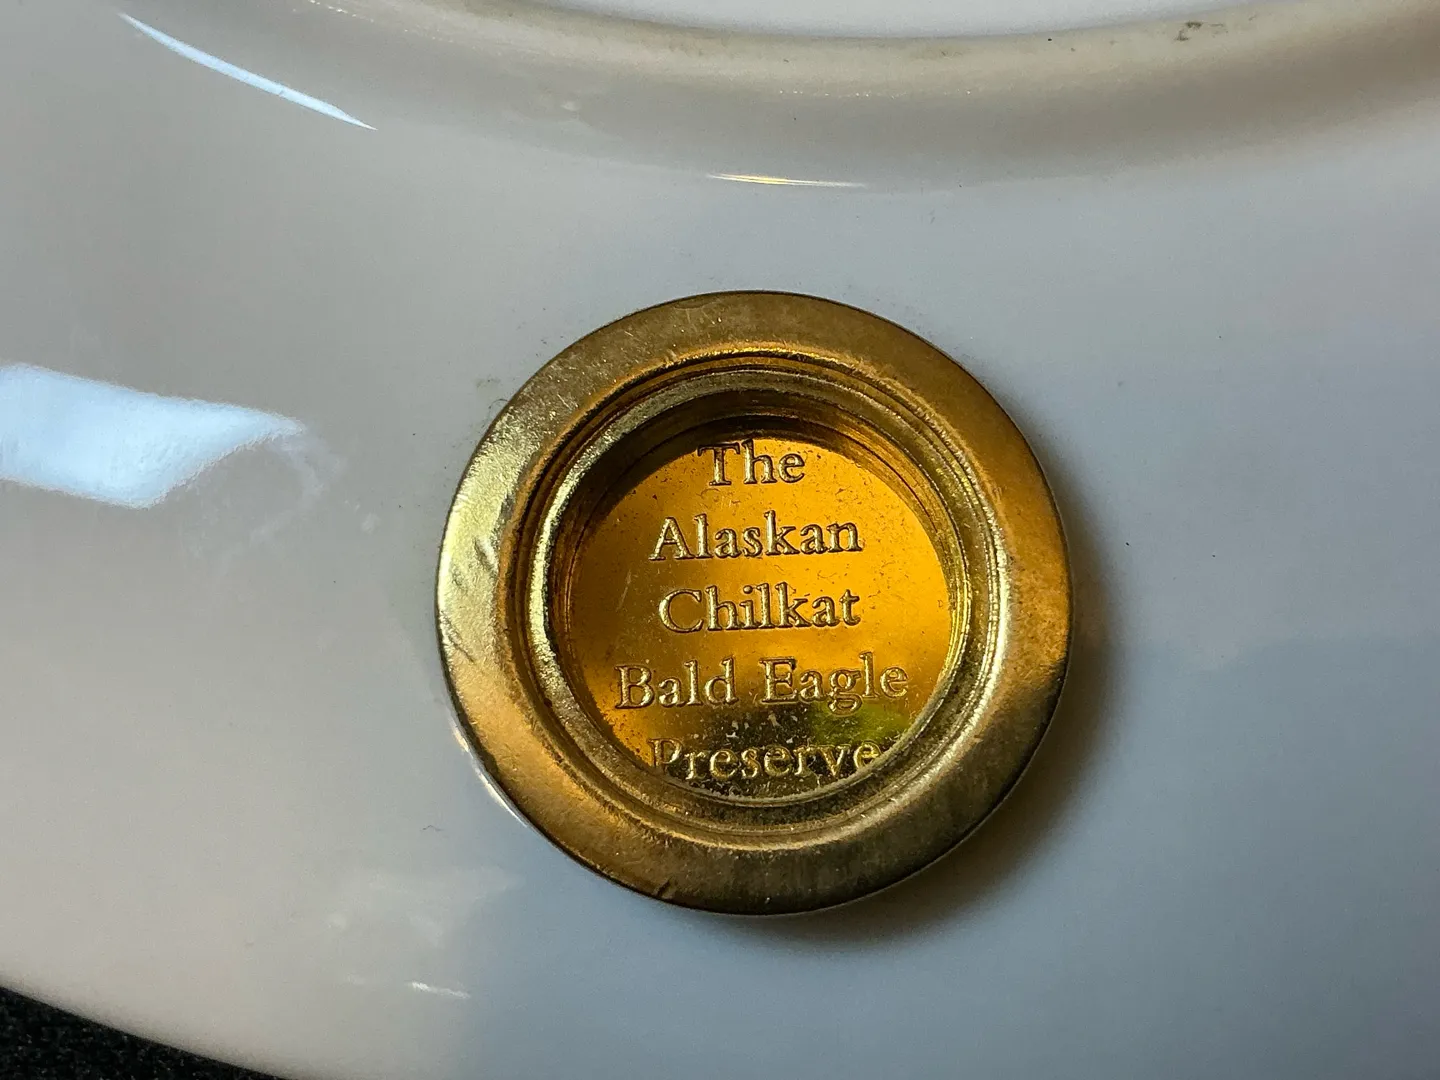 The
Alaskan
Chilkat
Bald Eagle
Preserve